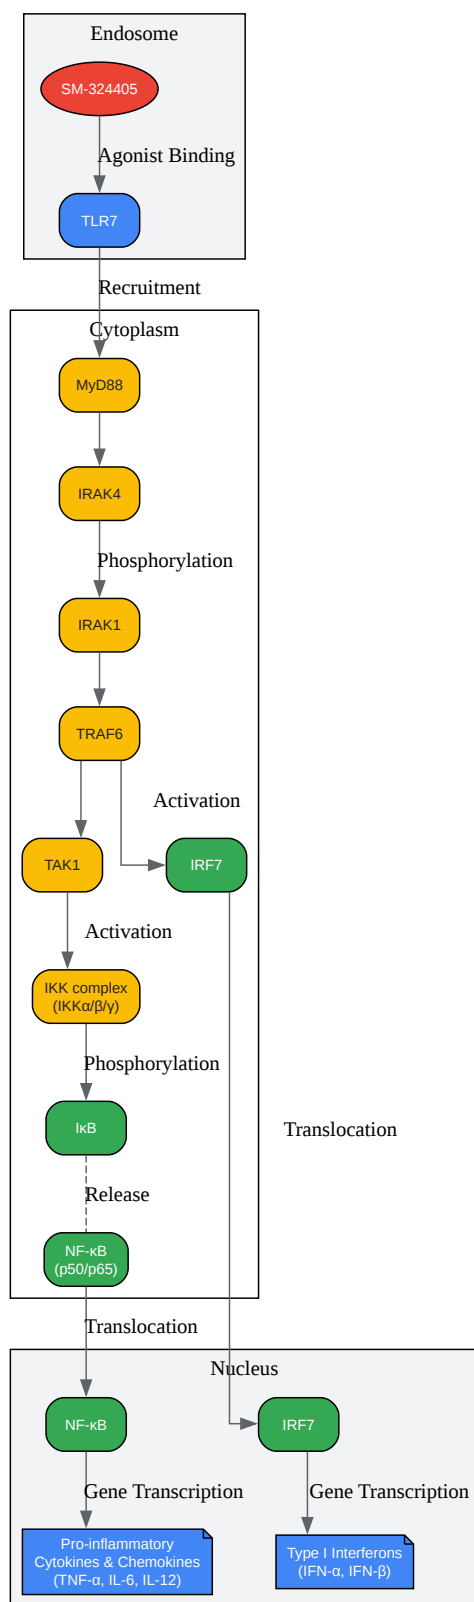 Endosome
SM-324405
Agonist Binding
TLR7
Recruitment
Cytoplasm
MyD88
IRAK4
Phosphorylation
IRAK1
TRAF6
Activation
TAK1
IRF7
Activation
IKK complex
(IKKα/β/γ)
Phosphorylation
IκB
Translocation
Release
NF-κB
(p50/p65)
Translocation
Nucleus
NF-κB
IRF7
Gene Transcription
Gene Transcription
Pro-inflammatory
Cytokines & Chemokines
(TNF-α, IL-6, IL-12)
Type I Interferons
(IFN-α, IFN-β)